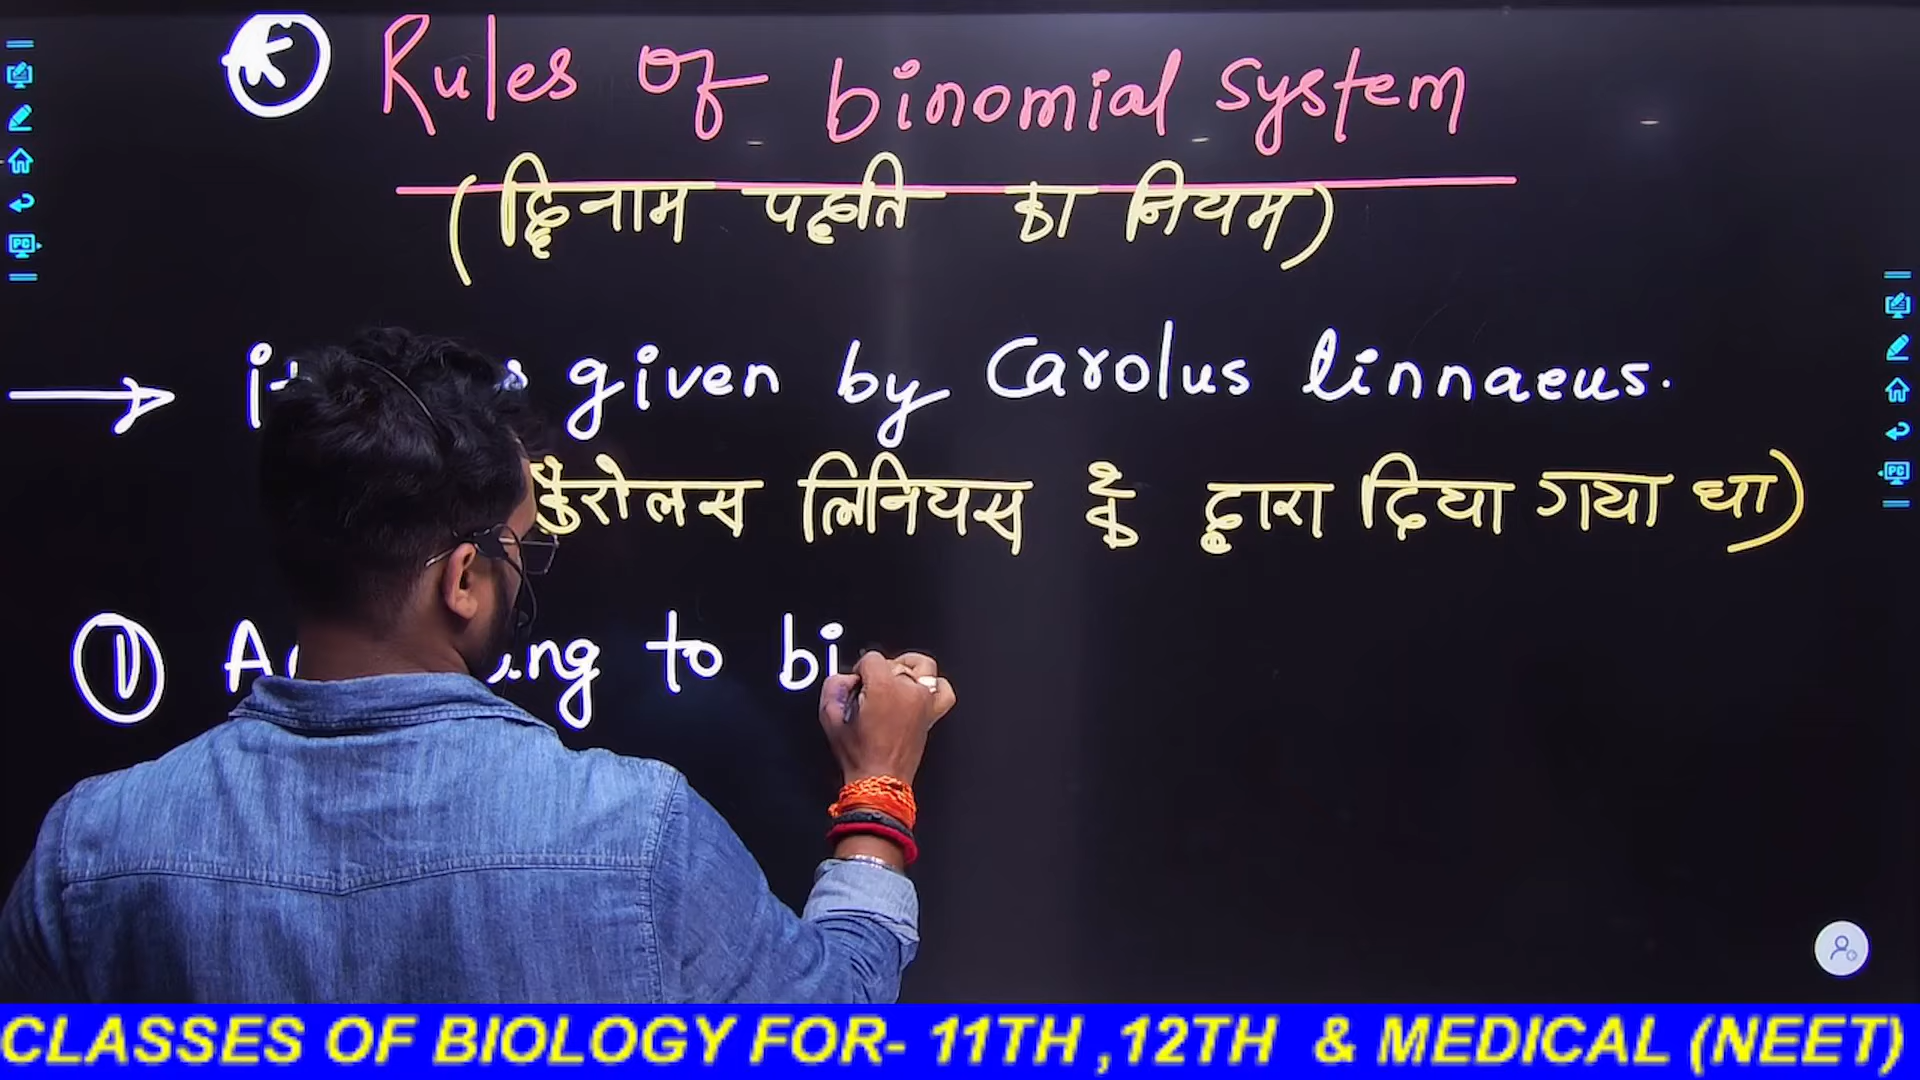 Rules of binomial system
(द्विनाम पद्धति का नियम)
given by Carolus linnaeus.
कैरोलस लिनियस के द्वारा दिया गया था)
① to bi
CLASSES OF BIOLOGY FOR- 11TH ,12TH & MEDICAL (NEET)